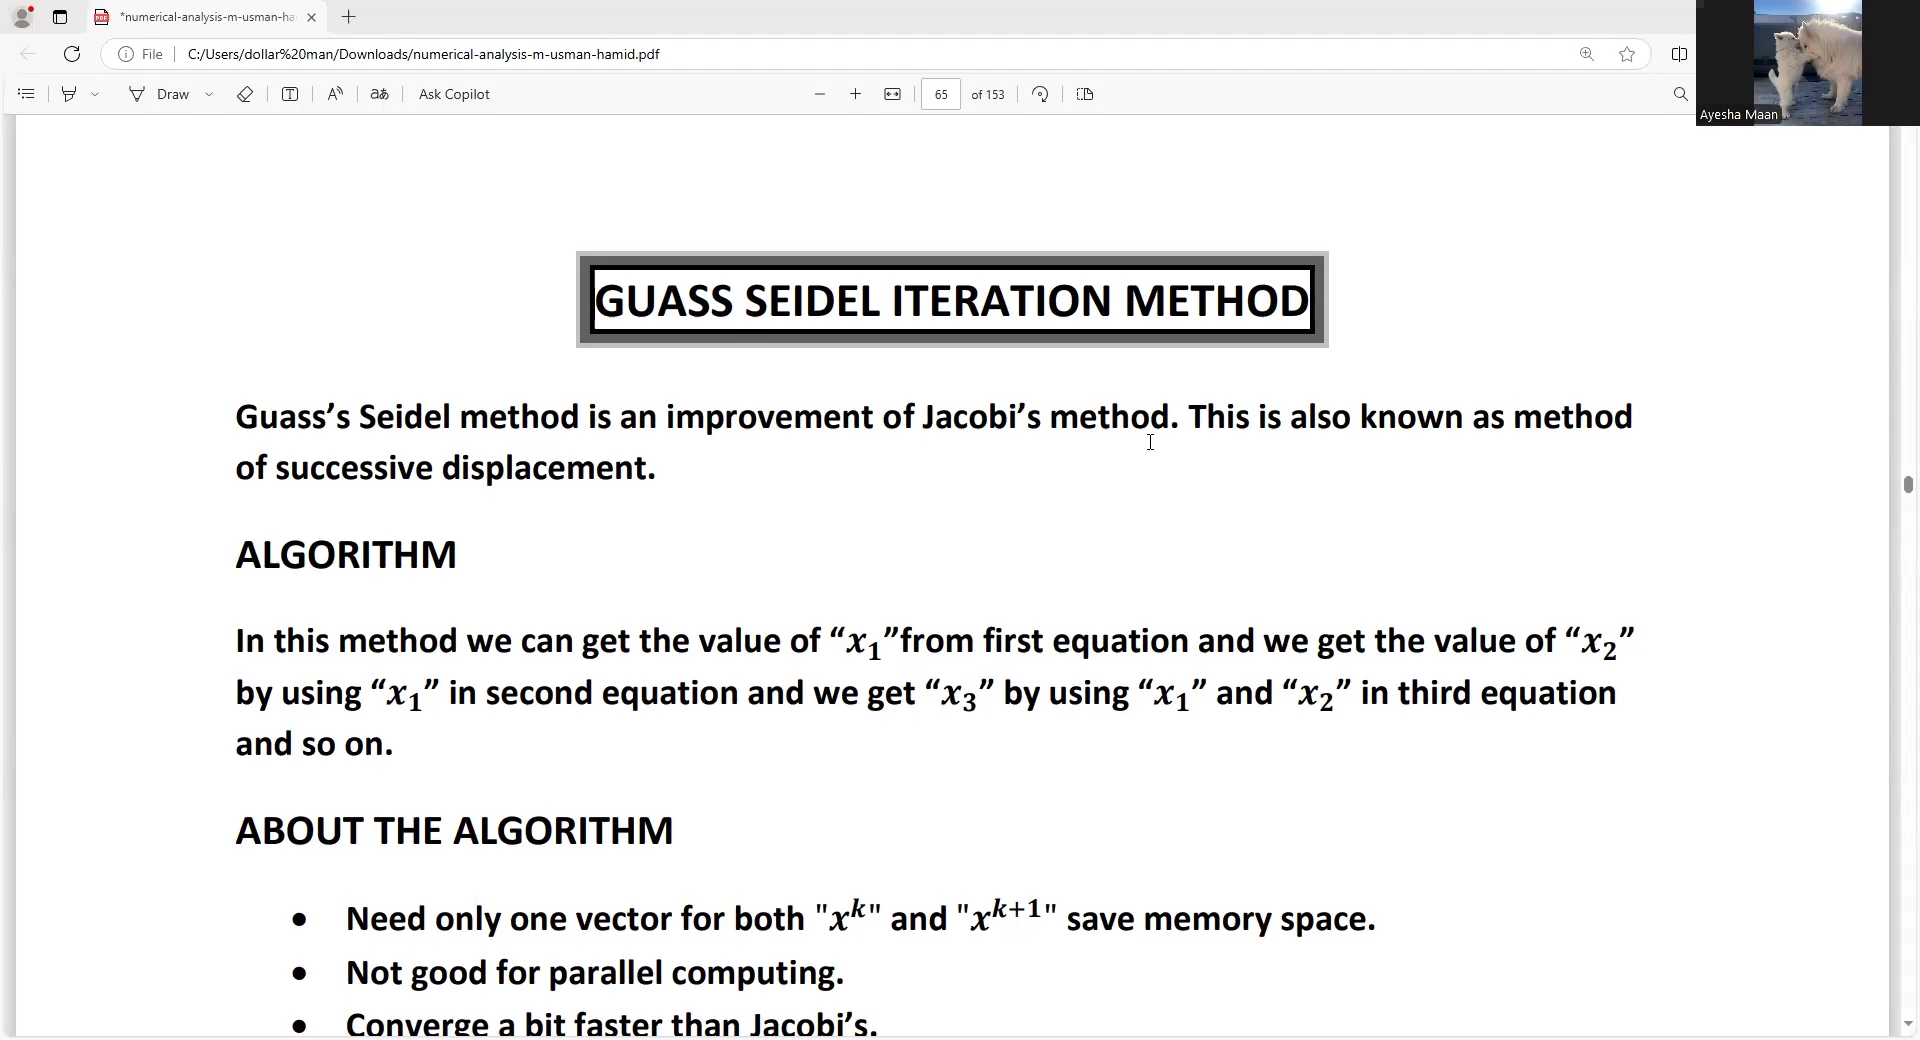 *numerical-analysis-m-usman-ha
File
C:/Users/dollar%20man/Downloads/numerical-analysis-m-usman-hamid.pdf
Draw
Ask Copilot
65
of 153
Ayesha Maan
GUASS SEIDEL ITERATION METHOD
Guass’s Seidel method is an improvement of Jacobi’s method. This is also known as method
of successive displacement.
ALGORITHM
In this method we can get the value of “x₁”from first equation and we get the value of “x₂”
by using “x₁” in second equation and we get “x₃” by using “x₁” and “x₂” in third equation
and so on.
ABOUT THE ALGORITHM
• Need only one vector for both "xᵏ" and "xᵏ⁺¹" save memory space.
• Not good for parallel computing.
• Converge a bit faster than Jacobi’s.